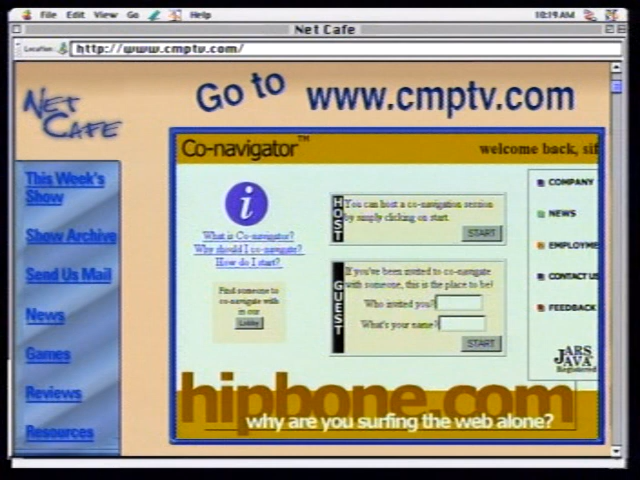 File Edit View Go Help
10:19 AM
Net Cafe
Location: http://www.cmptv.com/
NET CAFE
Go to www.cmptv.com
This Week's
Show
Show Archive
Send Us Mail
News
Games
Reviews
Resources
Co-navigator™
welcome back, sif
What is Co-navigator?
Why should I co-navigate?
How do I start?
Find someone to
co-navigate with
in our
Lobby
HOST
You can host a co-navigation session
by simply clicking on start.
START
GUEST
If you've been invited to co-navigate
with someone, this is the place to be!
Who invited you?
What's your name?
START
COMPANY
NEWS
EMPLOYME
CONTACT US
FEEDBACK
JARS
JAVA
Registered
hipbone.com
why are you surfing the web alone?